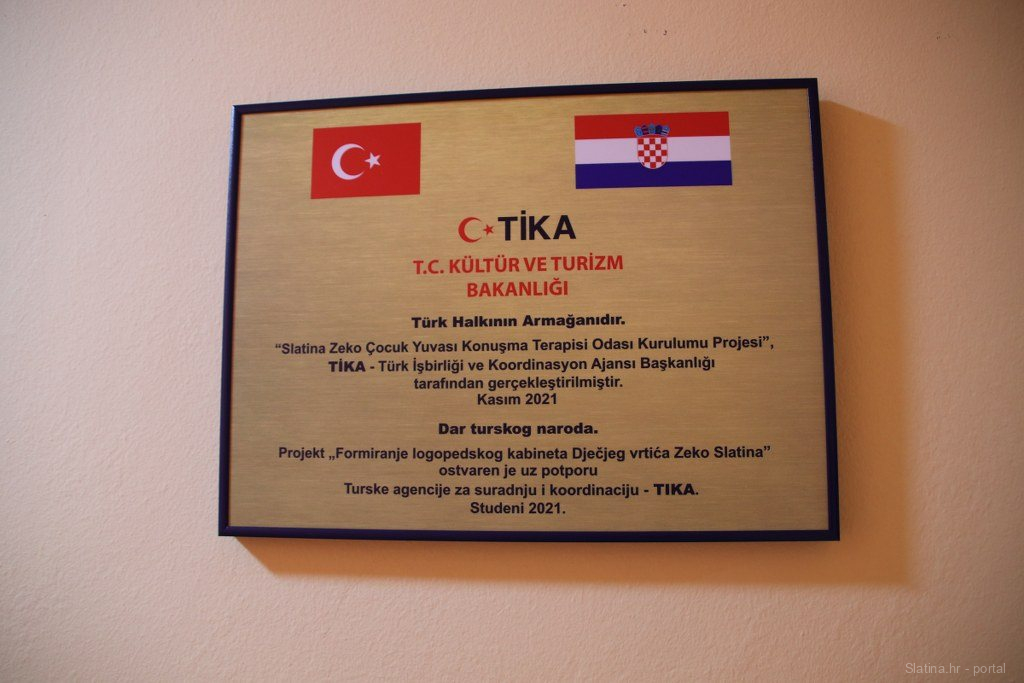 TİKA
T.C. KÜLTÜR VE TURİZM
BAKANLIĞI
Türk Halkının Armağanıdır.
“Slatina Zeko Çocuk Yuvası Konuşma Terapisi Odası Kurulumu Projesi”,
TİKA - Türk İşbirliği ve Koordinasyon Ajansı Başkanlığı
tarafından gerçekleştirilmiştir.
Kasım 2021
Dar turskog naroda.
Projekt „Formiranje logopedskog kabineta Dječjeg vrtića Zeko Slatina”
ostvaren je uz potporu
Turske agencije za suradnju i koordinaciju - TIKA.
Studeni 2021.
Slatina.hr - portal